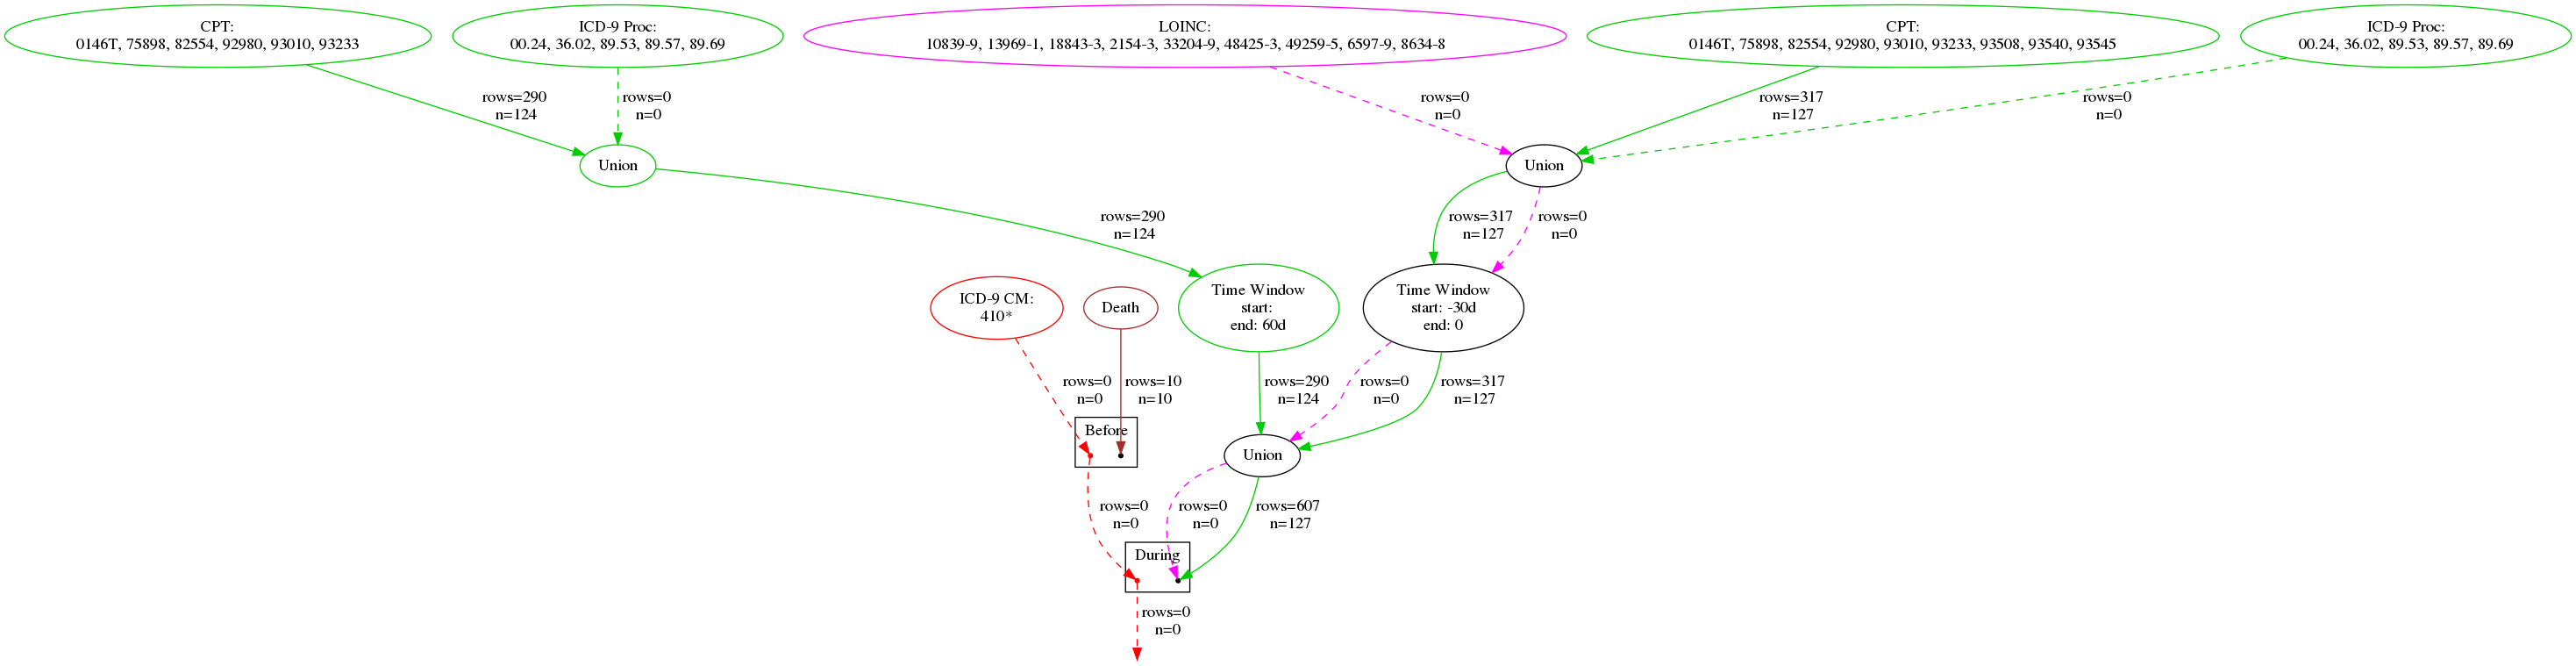 CPT:
0146T, 75898, 82554, 92980, 93010, 93233
ICD-9 Proc:
00.24, 36.02, 89.53, 89.57, 89.69
LOINC:
10839-9, 13969-1, 18843-3, 2154-3, 33204-9, 48425-3, 49259-5, 6597-9, 8634-8
CPT:
0146T, 75898, 82554, 92980, 93010, 93233, 93508, 93540, 93545
ICD-9 Proc:
00.24, 36.02, 89.53, 89.57, 89.69
rows=290
n=124
rows=0
n=0
rows=0
n=0
rows=317
n=127
rows=0
n=0
Union
Union
rows=290
n=124
rows=317
n=127
rows=0
n=0
ICD-9 CM:
410*
Death
Time Window
start:
end: 60d
Time Window
start: -30d
end: 0
rows=0
n=0
rows=10
n=10
rows=290
n=124
rows=0
n=0
rows=317
n=127
Before
Union
rows=0
n=0
rows=0
n=0
rows=607
n=127
During
rows=0
n=0